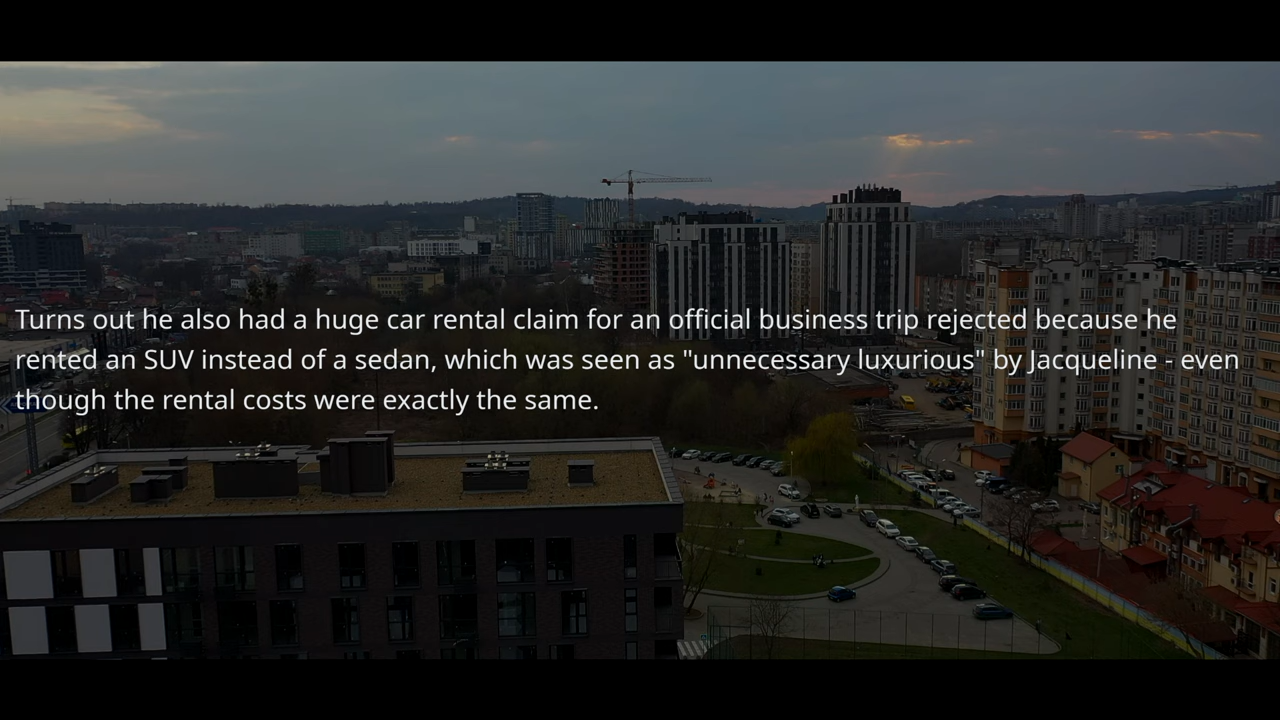 Turns out he also had a huge car rental claim for an official business trip rejected because he
rented an SUV instead of a sedan, which was seen as "unnecessary luxurious" by Jacqueline - even
though the rental costs were exactly the same.